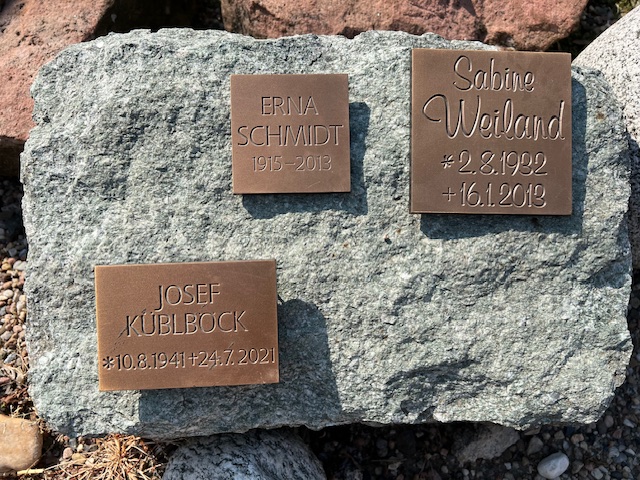 ERNA
SCHMIDT
1915-2013
Sabine
Weiland
*2.8.1932
+16.1.2013
JOSEF
KÜBLBÖCK
*10.8.1941+24.7.2021